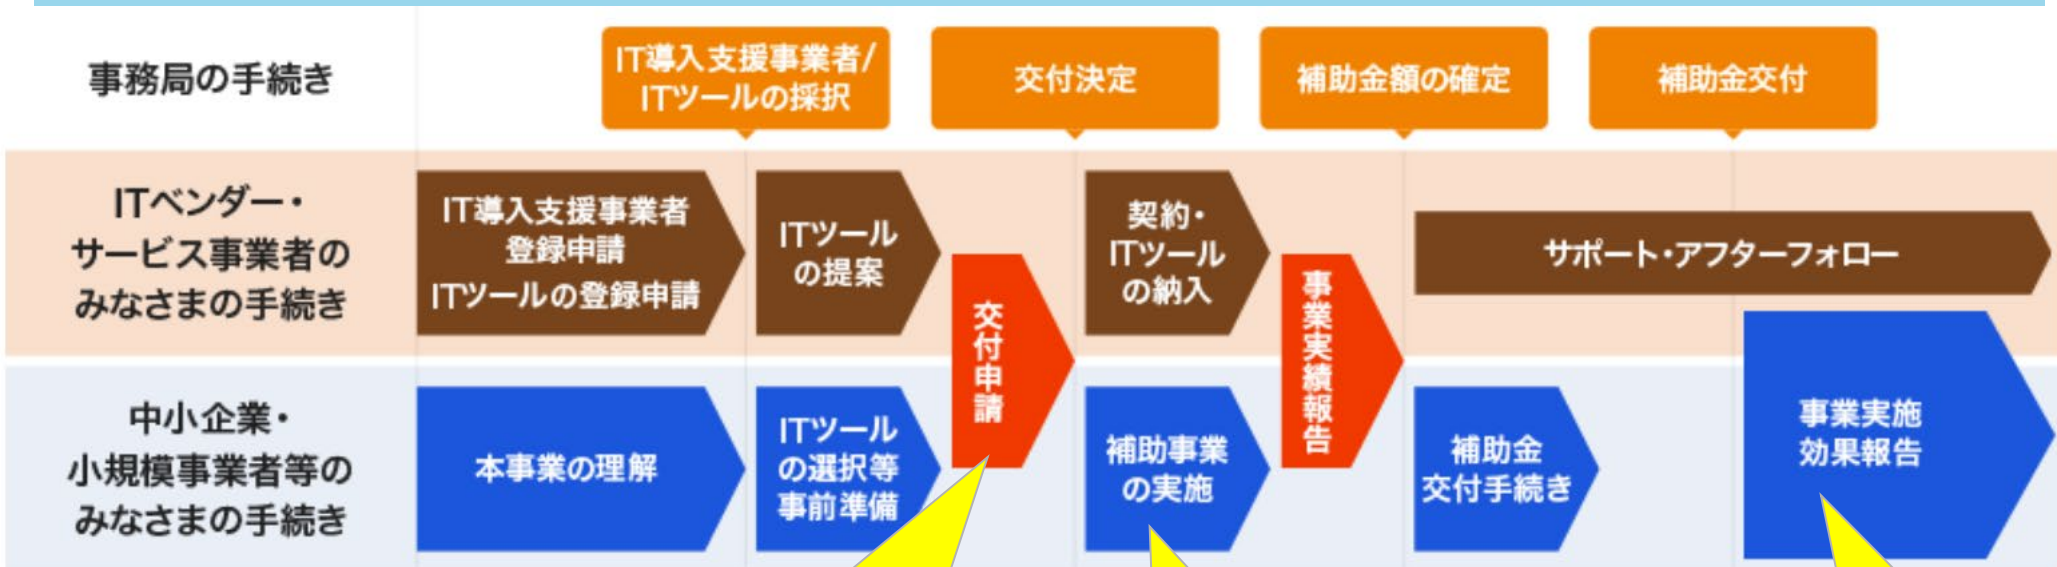 事務局の手続き
IT導入支援事業者/
ITツールの採択
交付決定
補助金額の確定
補助金交付
ITベンダー・
サービス事業者の
みなさまの手続き
IT導入支援事業者
登録申請
ITツールの登録申請
ITツール
の提案
交付申請
契約・
ITツール
の納入
事業実績報告
サポート・アフターフォロー
中小企業・
小規模事業者等の
みなさまの手続き
本事業の理解
ITツール
の選択等
事前準備
補助事業
の実施
補助金
交付手続き
事業実施
効果報告